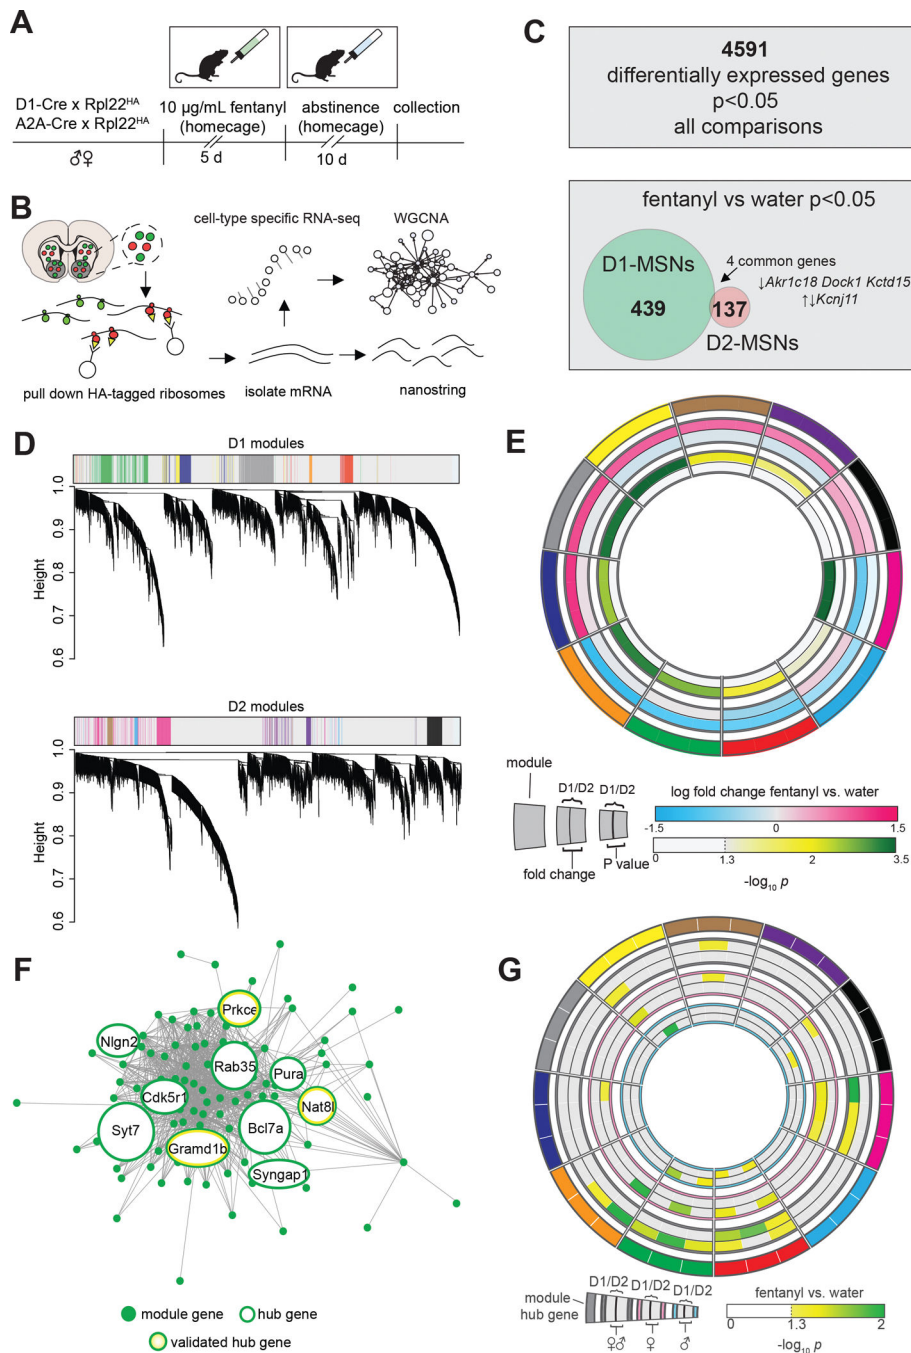 A
D1-Cre x Rpl22HA
A2A-Cre x Rpl22HA
♂♀
10 µg/mL fentanyl
(homecage)
5 d
abstinence
(homecage)
10 d
collection
B
cell-type specific RNA-seq
WGCNA
pull down HA-tagged ribosomes
isolate mRNA
nanostring
C
4591
differentially expressed genes
p<0.05
all comparisons
fentanyl vs water p<0.05
D1-MSNs
439
4 common genes
↓Akr1c18 Dock1 Kctd15
↑↓Kcnj11
137
D2-MSNs
D
D1 modules
Height
1.0
0.9
0.8
0.7
0.6
D2 modules
Height
1.0
0.9
0.8
0.7
0.6
E
module
D1/D2
D1/D2
fold change
P value
log fold change fentanyl vs. water
-1.5
0
1.5
0
1.3
2
3.5
-log10 p
F
Prkce
Nlgn2
Rab35
Pura
Cdk5r1
Nat8l
Syt7
Bcl7a
Gramd1b
Syngap1
module gene
hub gene
validated hub gene
G
module
hub gene
D1/D2
D1/D2
D1/D2
♀♂
♀
♂
fentanyl vs. water
0
1.3
2
-log10 p